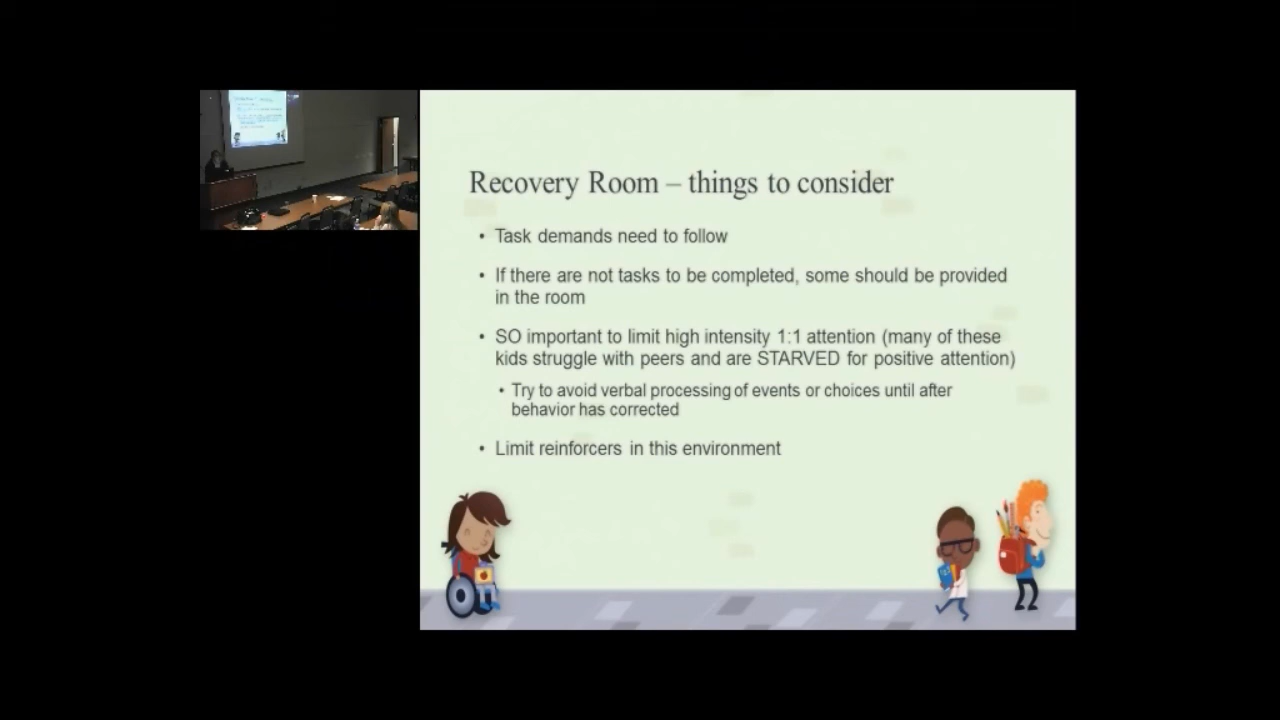 Recovery Room – things to consider
• Task demands need to follow
• If there are not tasks to be completed, some should be provided
in the room
• SO important to limit high intensity 1:1 attention (many of these
kids struggle with peers and are STARVED for positive attention)
• Try to avoid verbal processing of events or choices until after
behavior has corrected
• Limit reinforcers in this environment